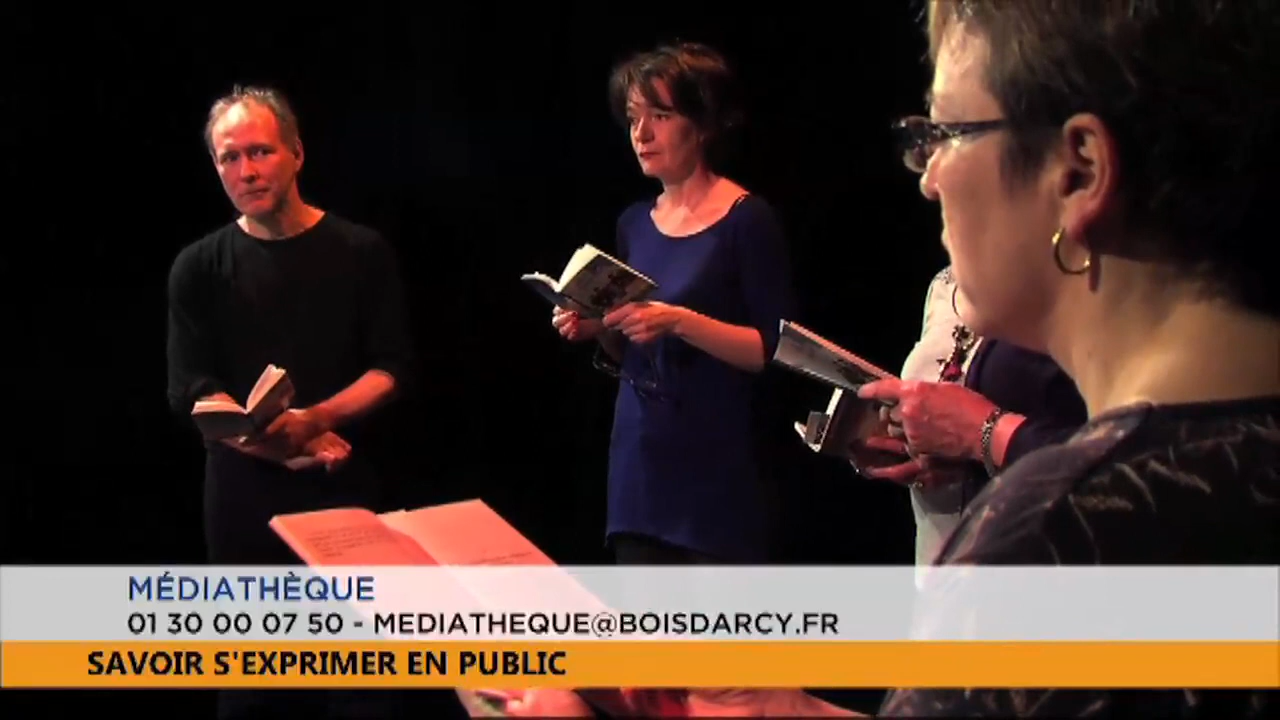 MÉDIATHÈQUE
01 30 00 07 50 - MEDIATHEQUE@BOISDARCY.FR
SAVOIR S'EXPRIMER EN PUBLIC